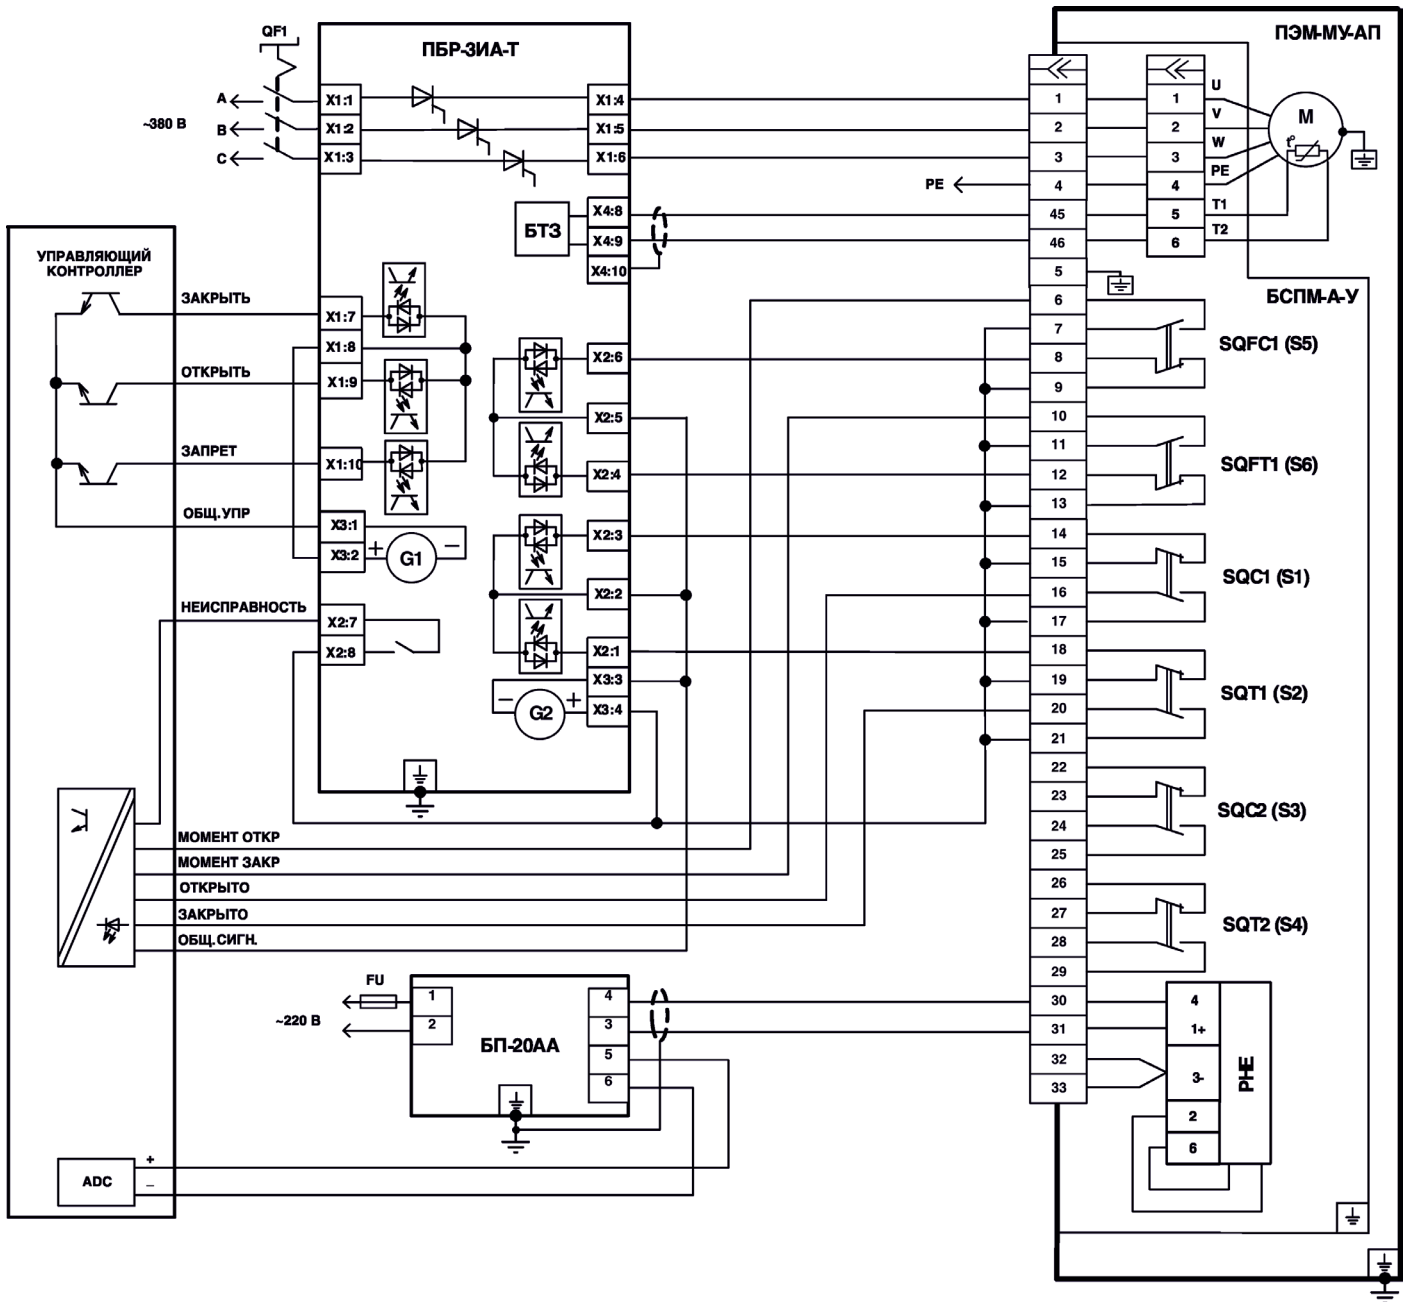 QF1
ПБР-ЗИА-Т
ПЭМ-МУ-АП
~380 В
A
B
C
X1:1
X1:2
X1:3
X1:4
X1:5
X1:6
БТЗ
X4:8
X4:9
X4:10
PE
1
2
3
4
45
46
5
6
7
8
9
10
11
12
13
14
15
16
17
18
19
20
21
22
23
24
25
26
27
28
29
30
31
32
33
1
2
3
4
5
6
U
V
W
PE
T1
T2
M
t°
БСПМ-А-У
SQFC1 (S5)
SQFT1 (S6)
SQC1 (S1)
SQT1 (S2)
SQC2 (S3)
SQT2 (S4)
УПРАВЛЯЮЩИЙ
КОНТРОЛЛЕР
ЗАКРЫТЬ
ОТКРЫТЬ
ЗАПРЕТ
ОБЩ.УПР
НЕИСПРАВНОСТЬ
X1:7
X1:8
X1:9
X1:10
X3:1
X3:2
+
G1
−
X2:7
X2:8
X2:6
X2:5
X2:4
X2:3
X2:2
X2:1
X3:3
X3:4
−
G2
+
МОМЕНТ ОТКР
МОМЕНТ ЗАКР
ОТКРЫТО
ЗАКРЫТО
ОБЩ.СИГН.
FU
~220 В
1
2
БП-20АА
4
3
5
6
ADC
+
−
4
1+
3-
2
6
РНЕ